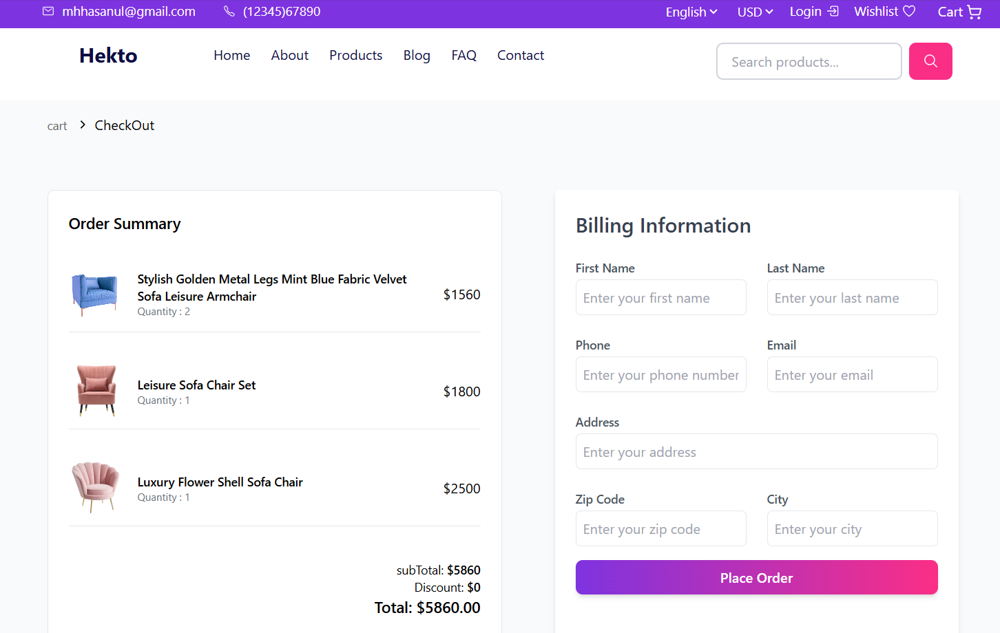 mhhasanul@gmail.com (12345)67890 English USD Login Wishlist Cart
Hekto Home About Products Blog FAQ Contact Search products...
cart CheckOut
Order Summary
Stylish Golden Metal Legs Mint Blue Fabric Velvet
Sofa Leisure Armchair
Quantity : 2
$1560
Leisure Sofa Chair Set
Quantity : 1
$1800
Luxury Flower Shell Sofa Chair
Quantity : 1
$2500
subTotal: $5860
Discount: $0
Total: $5860.00
Billing Information
First Name
Enter your first name
Last Name
Enter your last name
Phone
Enter your phone number
Email
Enter your email
Address
Enter your address
Zip Code
Enter your zip code
City
Enter your city
Place Order